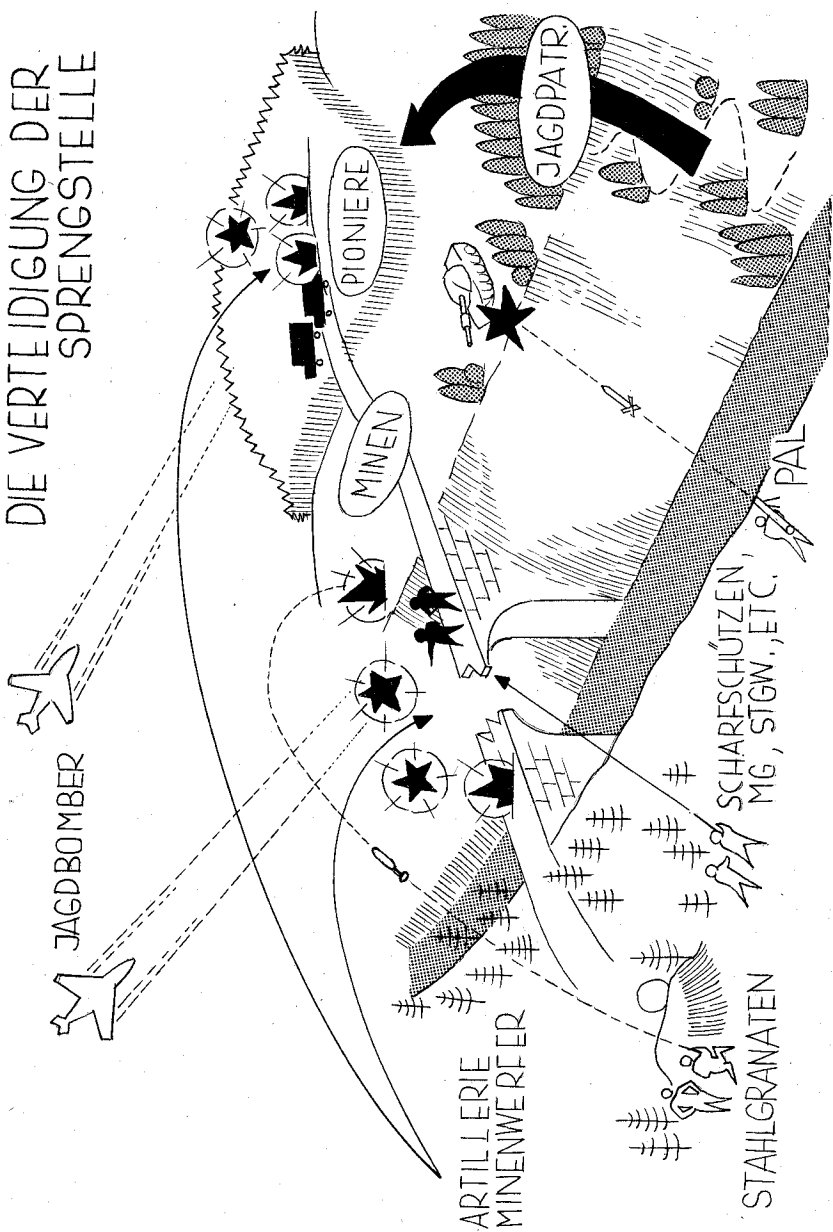 DIE VERTEIDIGUNG DER
SPRENGSTELLE
JAGDBOMBER
PIONIERE
MINEN
JAGDPATR.
ARTILLERIE
MINENWERFER
STAHLGRANATEN
SCHARFSCHÜTZEN,
MG, STGW., ETC.
PAL